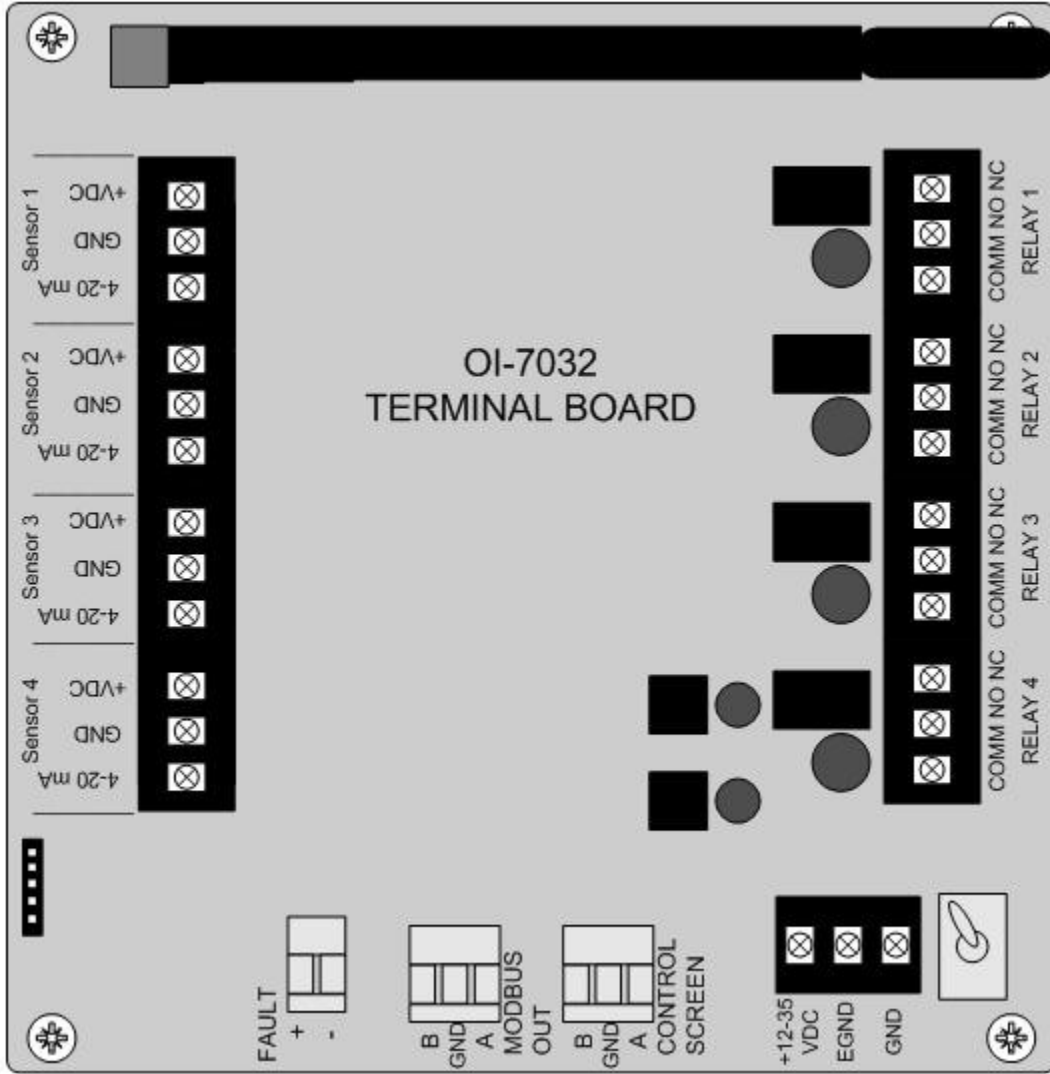 Sensor 1
+VDC
GND
4-20 mA
Sensor 2
+VDC
GND
4-20 mA
Sensor 3
+VDC
GND
4-20 mA
Sensor 4
+VDC
GND
4-20 mA
OI-7032
TERMINAL BOARD
COMM NO NC
RELAY 1
COMM NO NC
RELAY 2
COMM NO NC
RELAY 3
COMM NO NC
RELAY 4
FAULT
+
-
B
GND
A
MODBUS
OUT
B
GND
A
CONTROL
SCREEN
+12-35
VDC
EGND
GND